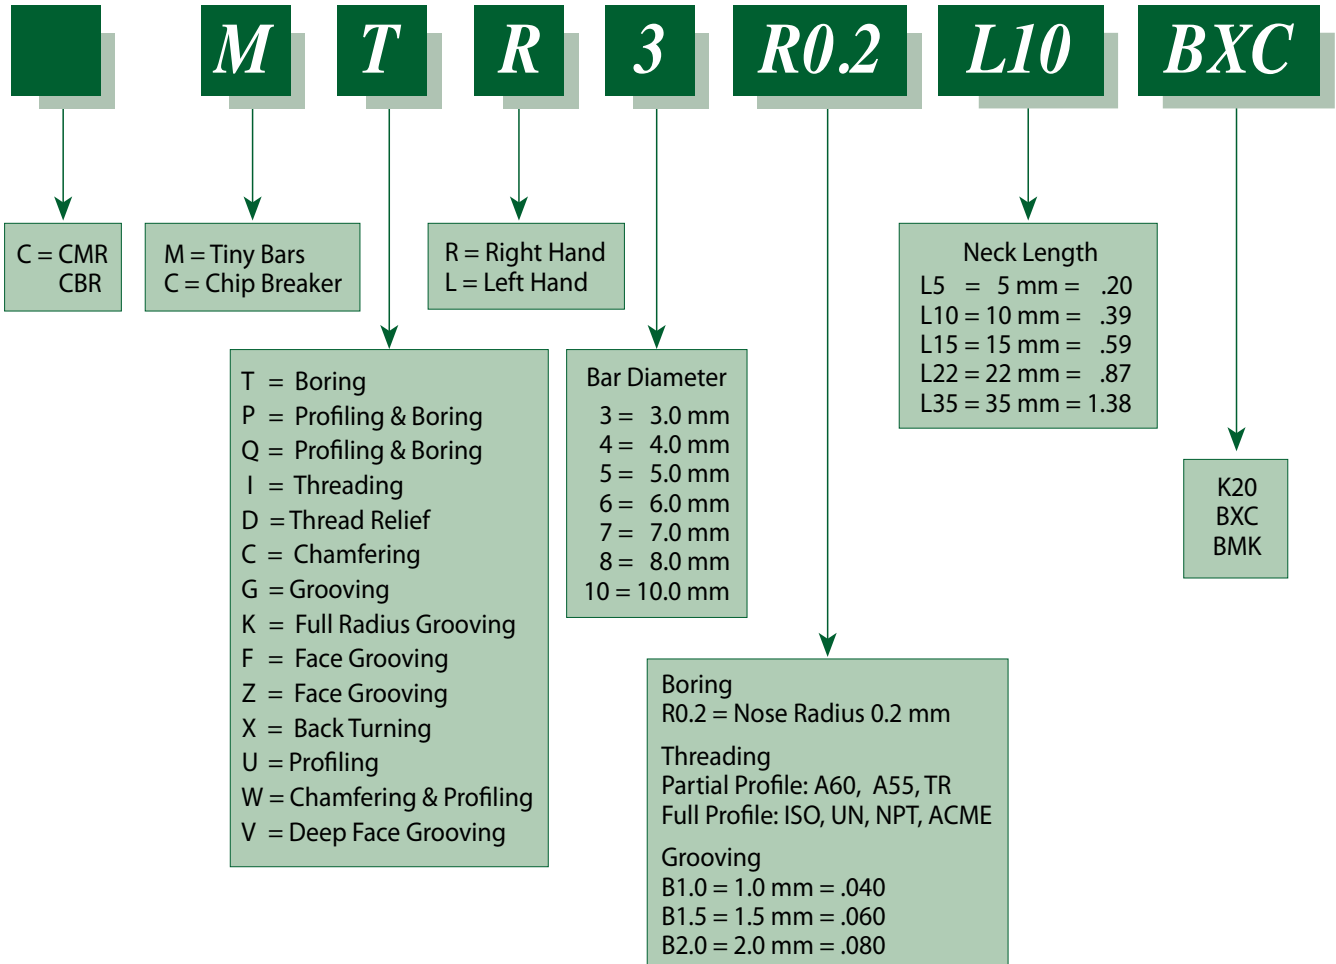 M T R 3 R0.2 L10 BXC
C = CMR
CBR
M = Tiny Bars
C = Chip Breaker
R = Right Hand
L = Left Hand
Neck Length
L5 = 5 mm = .20
L10 = 10 mm = .39
L15 = 15 mm = .59
L22 = 22 mm = .87
L35 = 35 mm = 1.38
T = Boring
P = Profiling & Boring
Q = Profiling & Boring
I = Threading
D = Thread Relief
C = Chamfering
G = Grooving
K = Full Radius Grooving
F = Face Grooving
Z = Face Grooving
X = Back Turning
U = Profiling
W = Chamfering & Profiling
V = Deep Face Grooving
Bar Diameter
3 = 3.0 mm
4 = 4.0 mm
5 = 5.0 mm
6 = 6.0 mm
7 = 7.0 mm
8 = 8.0 mm
10 = 10.0 mm
K20
BXC
BMK
Boring
R0.2 = Nose Radius 0.2 mm
Threading
Partial Profile: A60, A55, TR
Full Profile: ISO, UN, NPT, ACME
Grooving
B1.0 = 1.0 mm = .040
B1.5 = 1.5 mm = .060
B2.0 = 2.0 mm = .080